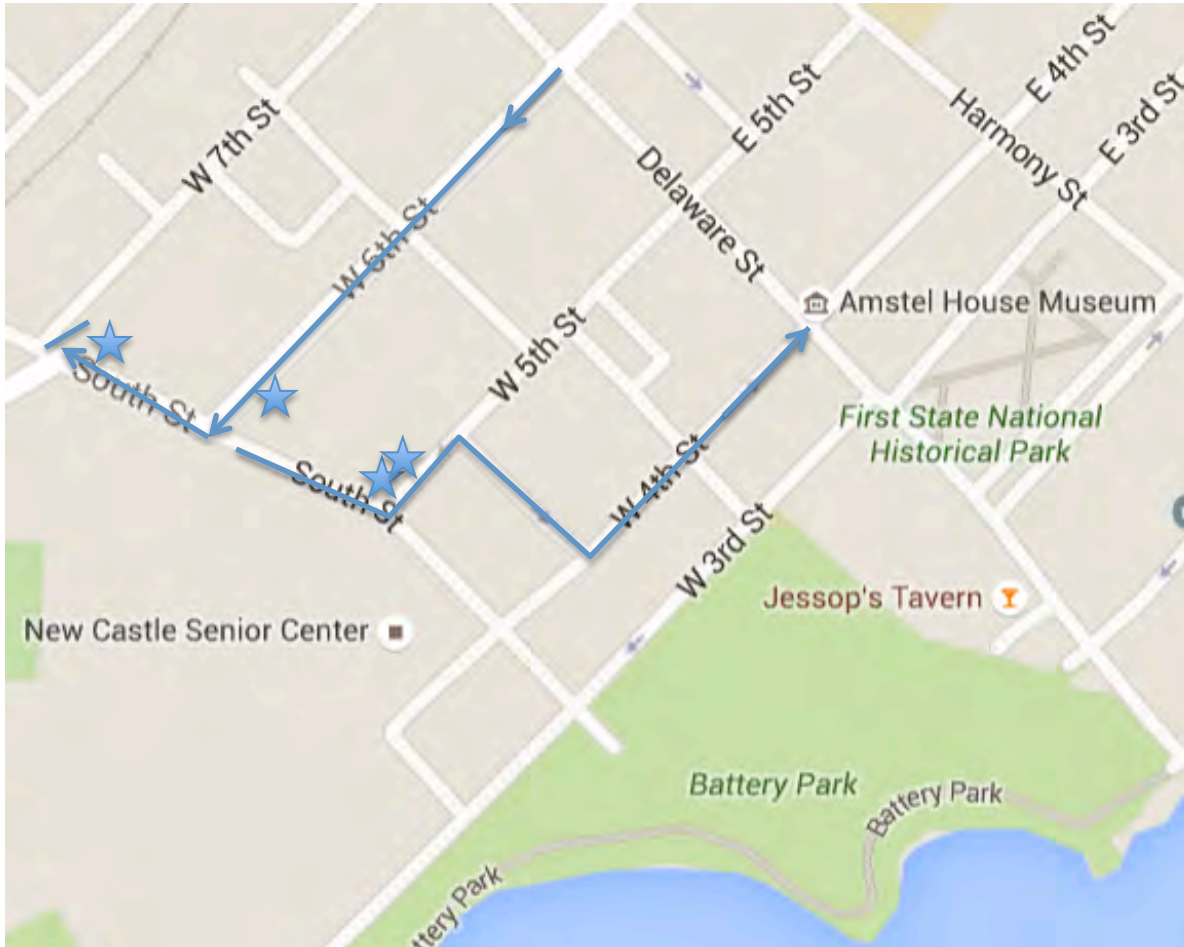 E 4th St
E 5th St
Harmony St
E 3rd St
W 7th St
Delaware St
W 6th St
Amstel House Museum
W 5th St
South St
First State National
Historical Park
South St
W 4th St
W 3rd St
Jessop's Tavern
New Castle Senior Center
Battery Park
Battery Park
ttery Park